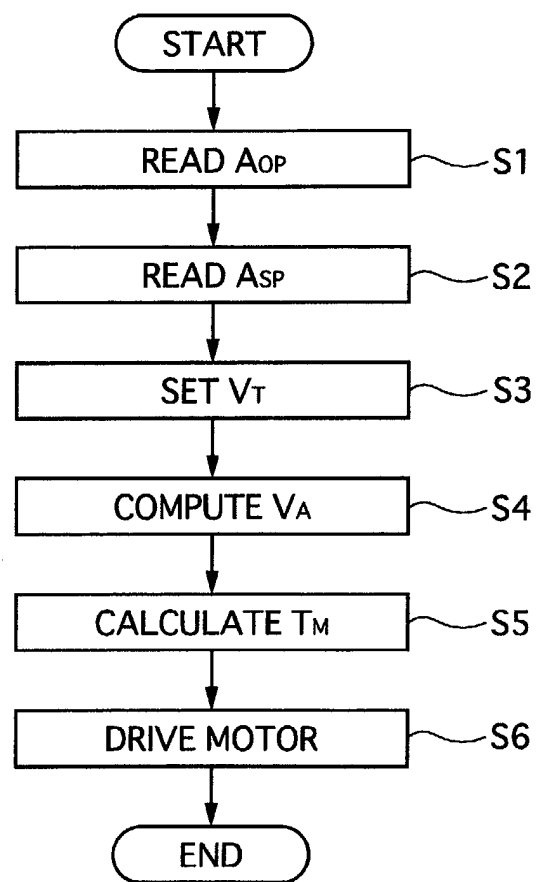 START
READ AOP S1
READ ASP S2
SET VT S3
COMPUTE VA S4
CALCULATE TM S5
DRIVE MOTOR S6
END